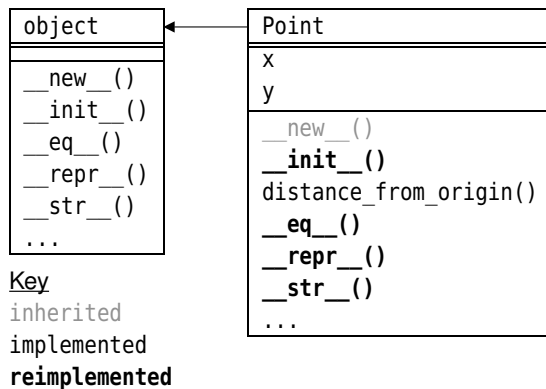 object
__new__()
__init__()
__eq__()
__repr__()
__str__()
...
Point
x
y
__new__()
__init__()
distance_from_origin()
__eq__()
__repr__()
__str__()
...
Key
inherited
implemented
reimplemented